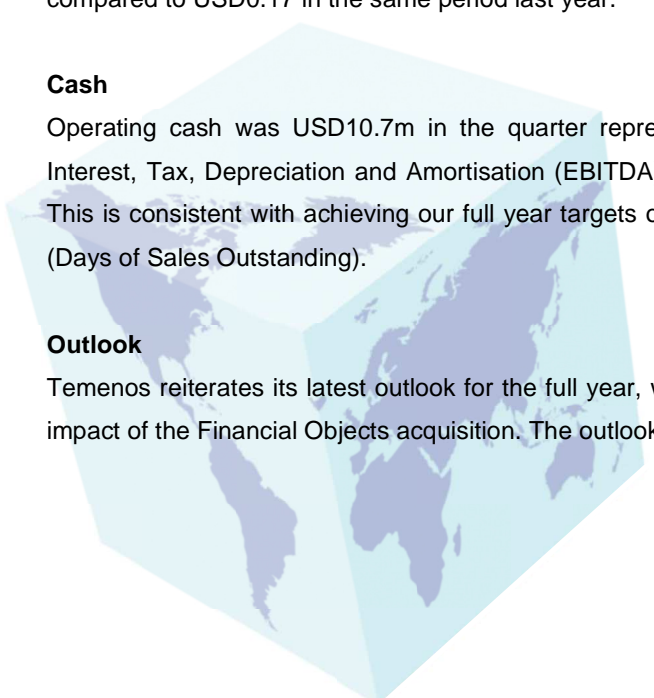 compared to USD0.17 in the same period last year.
Cash
Operating cash was USD10.7m in the quarter repre
Interest, Tax, Depreciation and Amortisation (EBITDA
This is consistent with achieving our full year targets o
(Days of Sales Outstanding).
Outlook
Temenos reiterates its latest outlook for the full year,
impact of the Financial Objects acquisition. The outlook